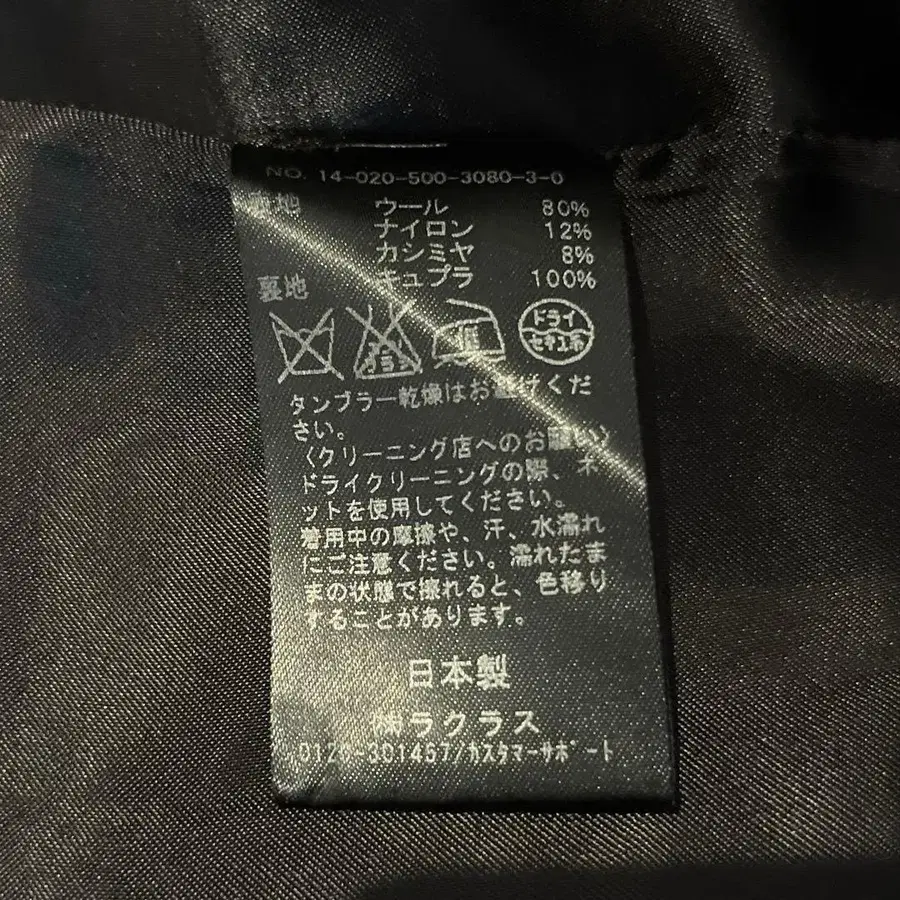 NO. 14-020-500-3080-3-0
表地 ウール 80%
ナイロン 12%
カシミヤ 8%
裏地 キュプラ 100%
エンソサラシ 中 ドライ セキユ系
タンブラー乾燥はお避けくだ
さい。
〈クリーニング店へのお願い〉
ドライクリーニングの際、ネ
ットを使用してください。
着用中の摩擦や、汗、水濡れ
にご注意ください。濡れたま
まの状態で擦れると、色移り
することがあります。
日本製
㈱ラクラス
0120-301457/カスタマーサポート